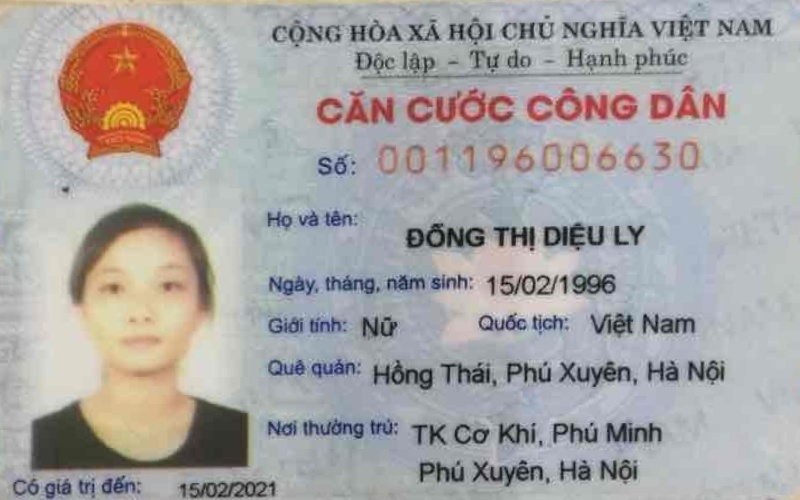 CỘNG HÒA XÃ HỘI CHỦ NGHĨA VIỆT NAM
Độc lập - Tự do - Hạnh phúc
CĂN CƯỚC CÔNG DÂN
Số: 001196006630
Họ và tên:
ĐỒNG THỊ DIỆU LY
Ngày, tháng, năm sinh: 15/02/1996
Giới tính: Nữ Quốc tịch: Việt Nam
Quê quán: Hồng Thái, Phú Xuyên, Hà Nội
Nơi thường trú: TK Cơ Khí, Phú Minh
Phú Xuyên, Hà Nội
Có giá trị đến: 15/02/2021